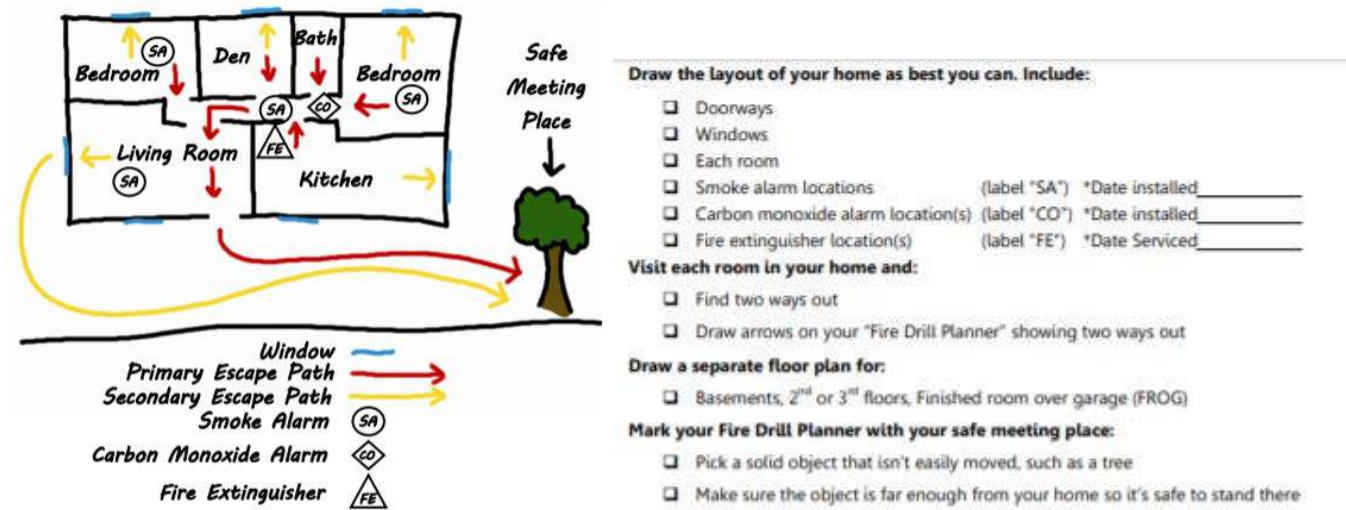 Bedroom
SA
Den
Bath
Bedroom
SA
SA
CO
FE
Living Room
SA
Kitchen
Safe
Meeting
Place
Window
Primary Escape Path
Secondary Escape Path
Smoke Alarm SA
Carbon Monoxide Alarm CO
Fire Extinguisher FE
Draw the layout of your home as best you can. Include:
Doorways
Windows
Each room
Smoke alarm locations (label "SA") *Date installed
Carbon monoxide alarm location(s) (label "CO") *Date installed
Fire extinguisher location(s) (label "FE") *Date Serviced
Visit each room in your home and:
Find two ways out
Draw arrows on your "Fire Drill Planner" showing two ways out
Draw a separate floor plan for:
Basements, 2nd or 3rd floors, Finished room over garage (FROG)
Mark your Fire Drill Planner with your safe meeting place:
Pick a solid object that isn't easily moved, such as a tree
Make sure the object is far enough from your home so it's safe to stand there